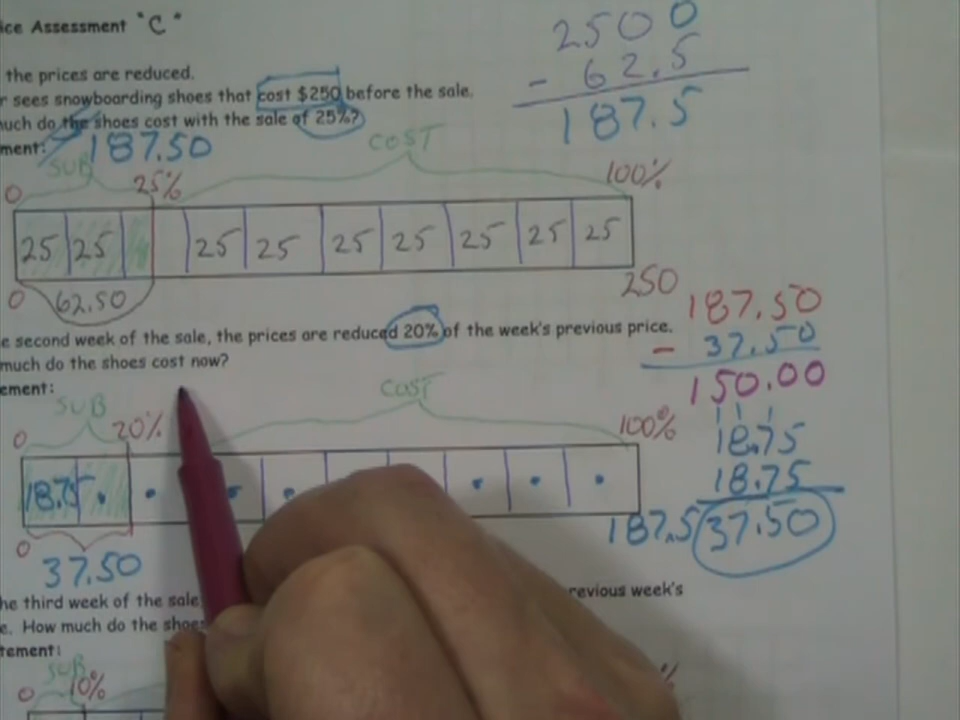 ice Assessment "C"
2500
- 62.5
187.5
the prices are reduced.
r sees snowboarding shoes that cost $250 before the sale.
uch do the shoes cost with the sale of 25%?
ment: 187.50
SUB COST
0 25% 100%
25 25 25 25 25 25 25 25 25
0 62.50 250
e second week of the sale, the prices are reduced 20% of the week's previous price.
much do the shoes cost now?
ement:
187.50
- 37.50
150.00
SUB COST
0 20% 100%
18.75
18.75
37.50
18.75
0 187.5
37.50
he third week of the sale, revious week's
e. How much do the shoes
tement:
SUB
0 10% %